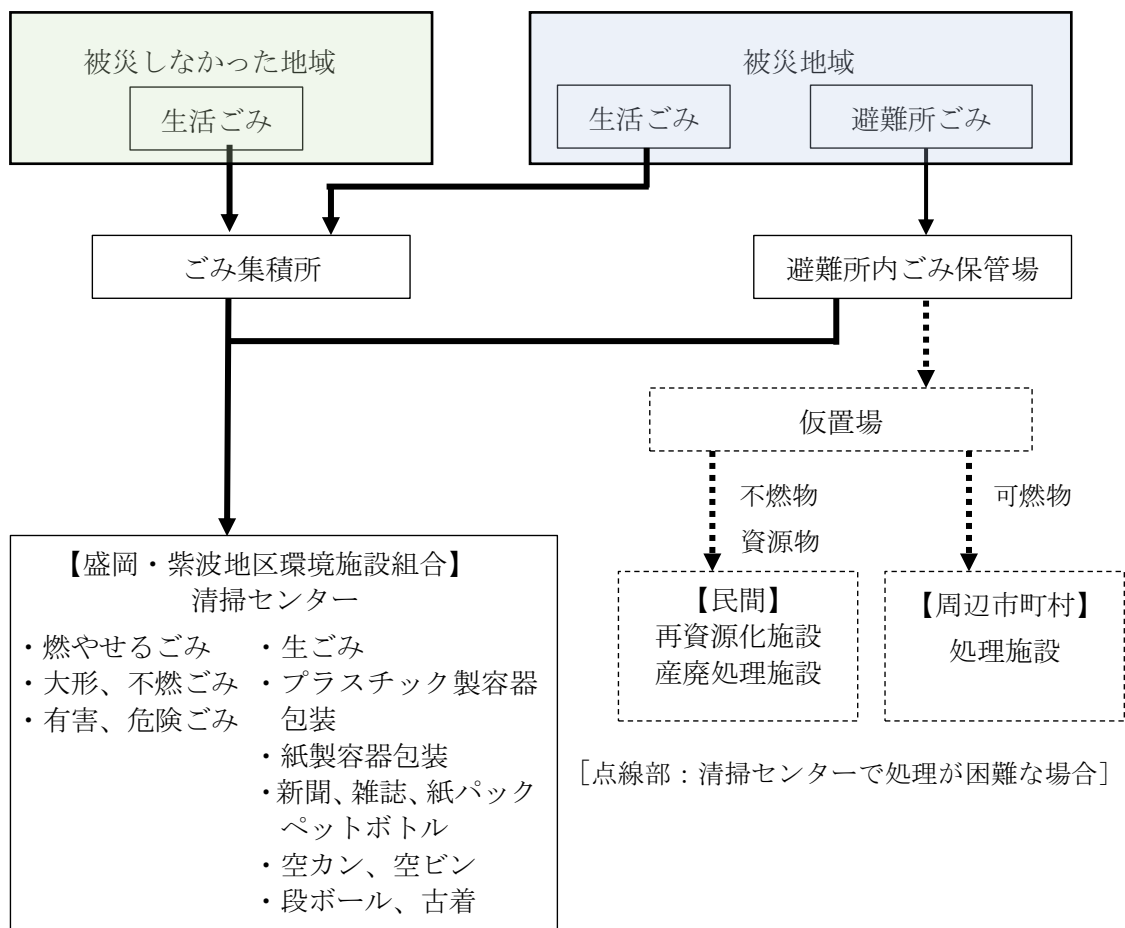 被災しなかった地域
生活ごみ
被災地域
生活ごみ
避難所ごみ
ごみ集積所
避難所内ごみ保管場
仮置場
不燃物
資源物
可燃物
【盛岡・紫波地区環境施設組合】
清掃センター
・燃やせるごみ
・大形、不燃ごみ
・有害、危険ごみ
・生ごみ
・プラスチック製容器
包装
・紙製容器包装
・新聞、雑誌、紙パック
ペットボトル
・空カン、空ビン
・段ボール、古着
【民間】
再資源化施設
産廃処理施設
【周辺市町村】
処理施設
［点線部：清掃センターで処理が困難な場合］